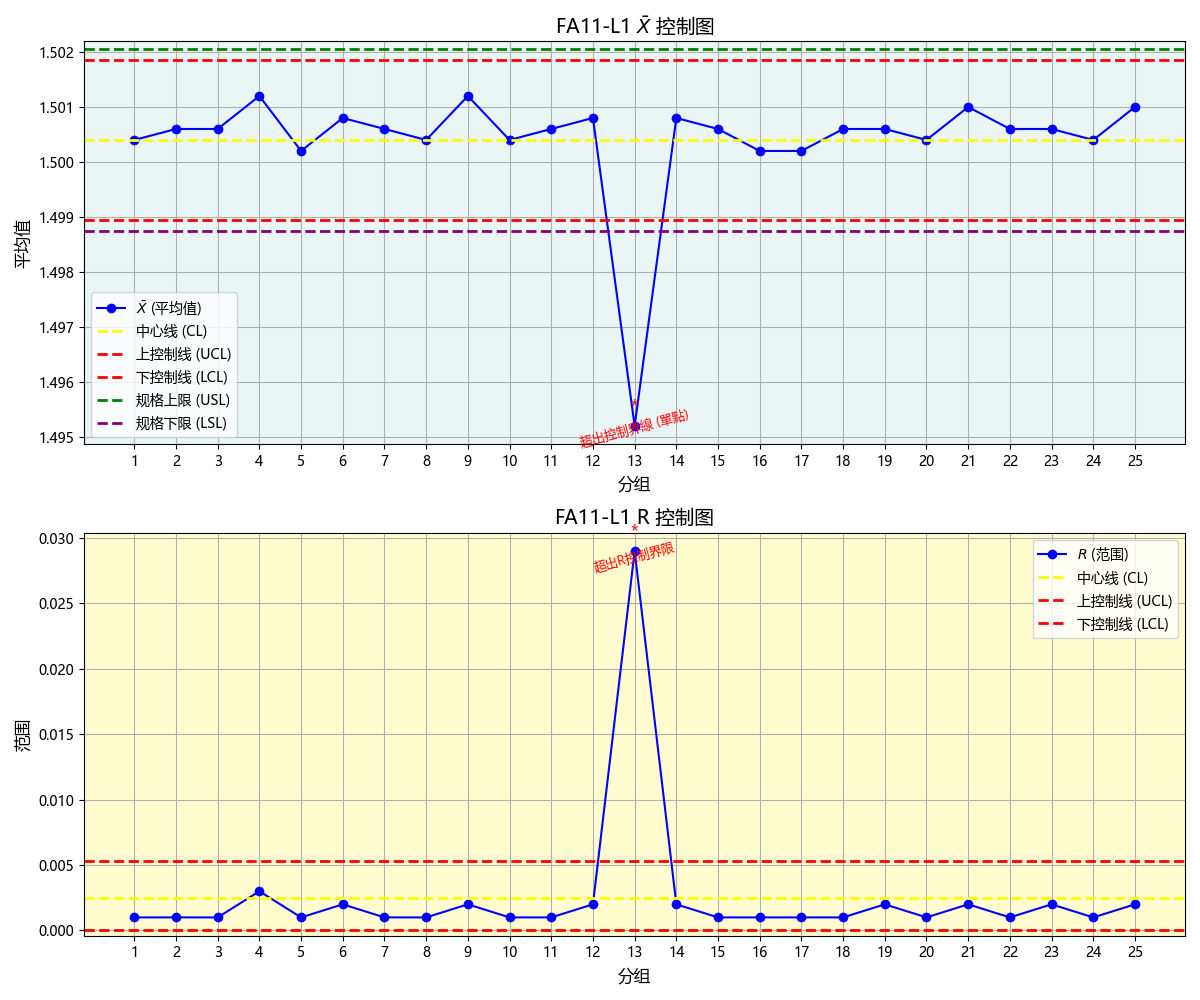 FA11-L1 X̄ 控制图
1.502
1.501
1.500
1.499
1.498
1.497
1.496
1.495
平均值
X̄ (平均值)
中心线 (CL)
上控制线 (UCL)
下控制线 (LCL)
规格上限 (USL)
规格下限 (LSL)
*
超出控制界線 (單點)
1 2 3 4 5 6 7 8 9 10 11 12 13 14 15 16 17 18 19 20 21 22 23 24 25
分组
FA11-L1 R 控制图
0.030
0.025
0.020
0.015
0.010
0.005
0.000
范围
*
超出R控制界限
R (范围)
中心线 (CL)
上控制线 (UCL)
下控制线 (LCL)
1 2 3 4 5 6 7 8 9 10 11 12 13 14 15 16 17 18 19 20 21 22 23 24 25
分组